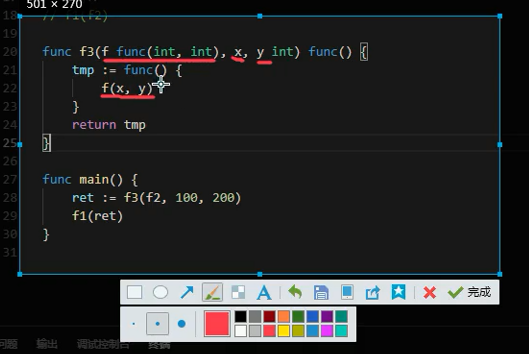 501 × 270
// f1(f2)
18
19
20 func f3(f func(int, int), x, y int) func() {
21 tmp := func() {
22 f(x, y)
23 }
24 return tmp
25 }
26
27 func main() {
28 ret := f3(f2, 100, 200)
29 f1(ret)
30 }
31
完成
问题 输出 调试控制台 终端